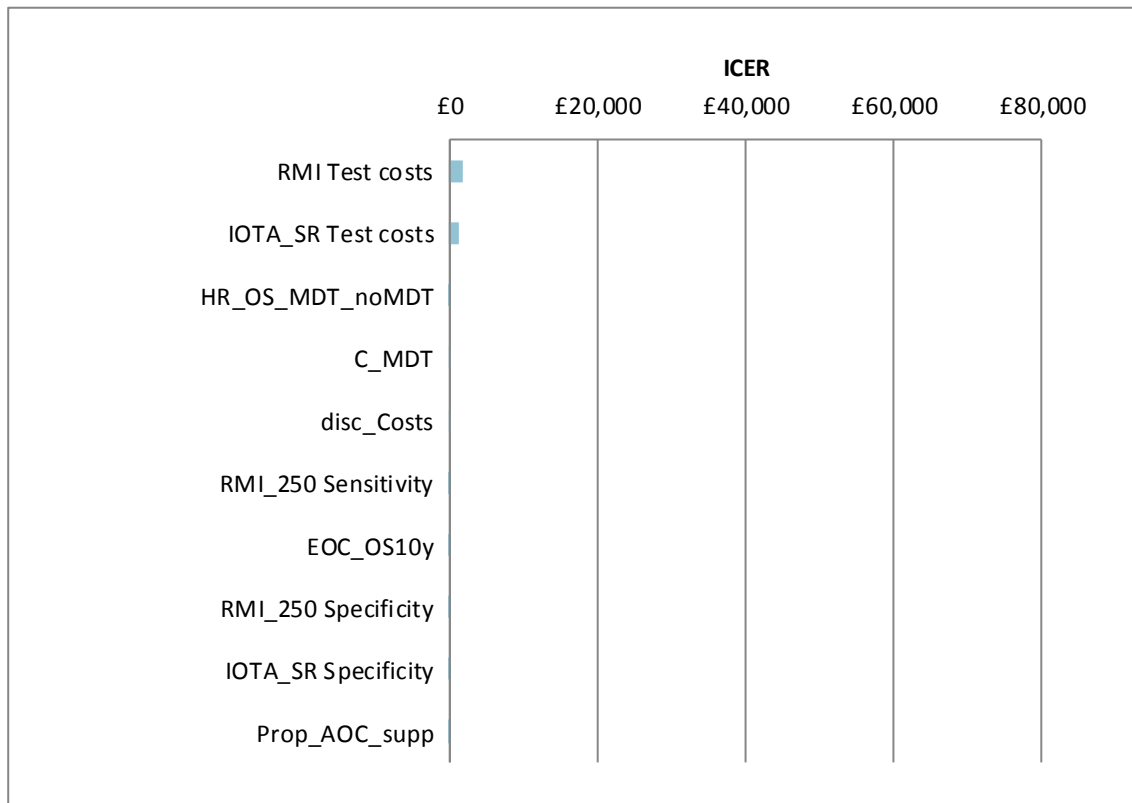 ICER
£0 £20,000 £40,000 £60,000 £80,000
RMI Test costs
IOTA_SR Test costs
HR_OS_MDT_noMDT
C_MDT
disc_Costs
RMI_250 Sensitivity
EOC_OS10y
RMI_250 Specificity
IOTA_SR Specificity
Prop_AOC_supp